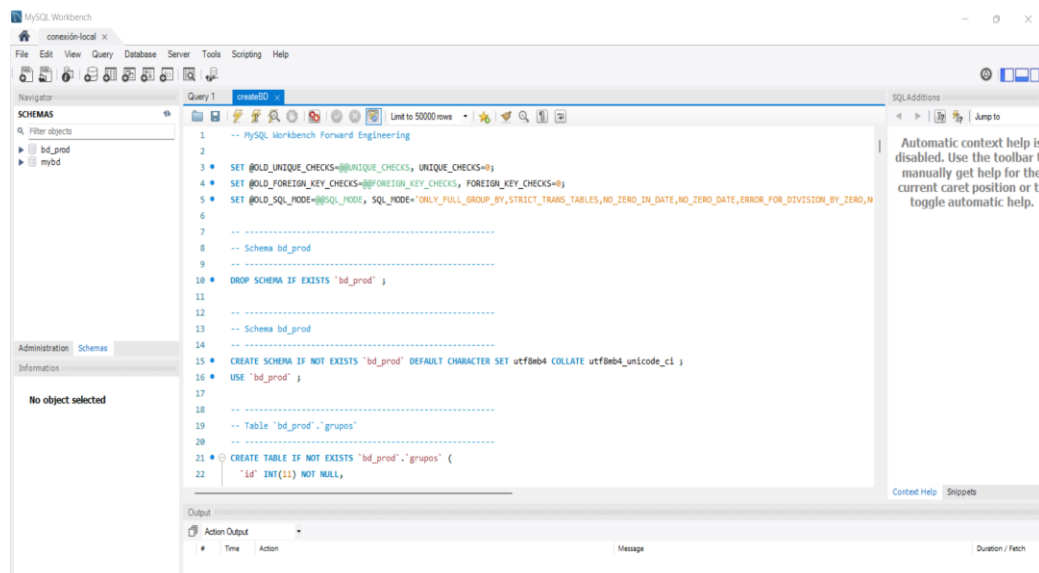 MySQL Workbench
conexión-local
File Edit View Query Database Server Tools Scripting Help
Navigator
SCHEMAS
Filter objects
bd_prod
mybd
Administration Schemas
Information
No object selected
Query 1 createBD
Limit to 50000 rows
1 -- MySQL Workbench Forward Engineering
2
3 SET @OLD_UNIQUE_CHECKS=@@UNIQUE_CHECKS, UNIQUE_CHECKS=0;
4 SET @OLD_FOREIGN_KEY_CHECKS=@@FOREIGN_KEY_CHECKS, FOREIGN_KEY_CHECKS=0;
5 SET @OLD_SQL_MODE=@@SQL_MODE, SQL_MODE='ONLY_FULL_GROUP_BY,STRICT_TRANS_TABLES,NO_ZERO_IN_DATE,NO_ZERO_DATE,ERROR_FOR_DIVISION_BY_ZERO,N
6
7 -- -----------------------------------------------------
8 -- Schema bd_prod
9 -- -----------------------------------------------------
10 DROP SCHEMA IF EXISTS `bd_prod` ;
11
12 -- -----------------------------------------------------
13 -- Schema bd_prod
14 -- -----------------------------------------------------
15 CREATE SCHEMA IF NOT EXISTS `bd_prod` DEFAULT CHARACTER SET utf8mb4 COLLATE utf8mb4_unicode_ci ;
16 USE `bd_prod` ;
17
18 -- -----------------------------------------------------
19 -- Table `bd_prod`.`grupos`
20 -- -----------------------------------------------------
21 CREATE TABLE IF NOT EXISTS `bd_prod`.`grupos` (
22 `id` INT(11) NOT NULL,
SQLAdditions
Jump to
Automatic context help is
disabled. Use the toolbar t
manually get help for the
current caret position or t
toggle automatic help.
Context Help Snippets
Output
Action Output
# Time Action Message Duration / Fetch